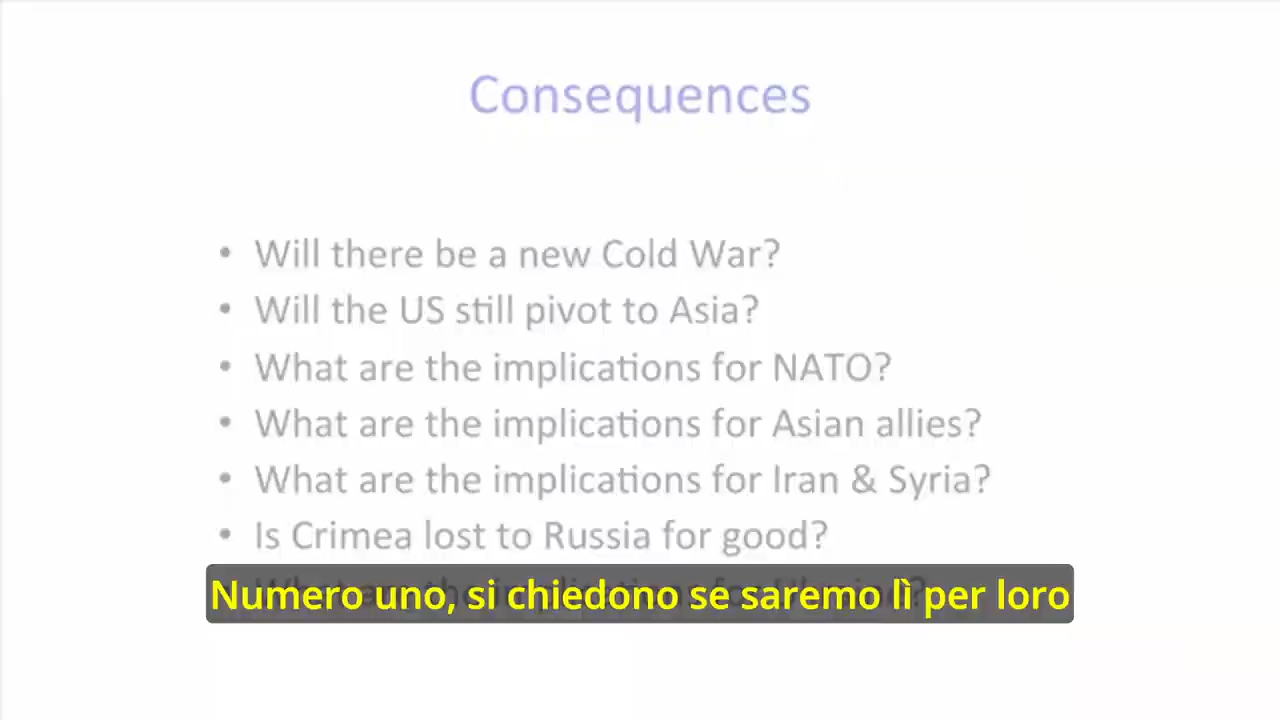 Consequences
• Will there be a new Cold War?
• Will the US still pivot to Asia?
• What are the implications for NATO?
• What are the implications for Asian allies?
• What are the implications for Iran & Syria?
• Is Crimea lost to Russia for good?
Numero uno, si chiedono se saremo lì per loro